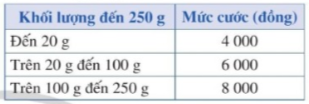 Khối lượng đến 250 g Mức cước (đồng)
Đến 20 g 4 000
Trên 20 g đến 100 g 6 000
Trên 100 g đến 250 g 8 000